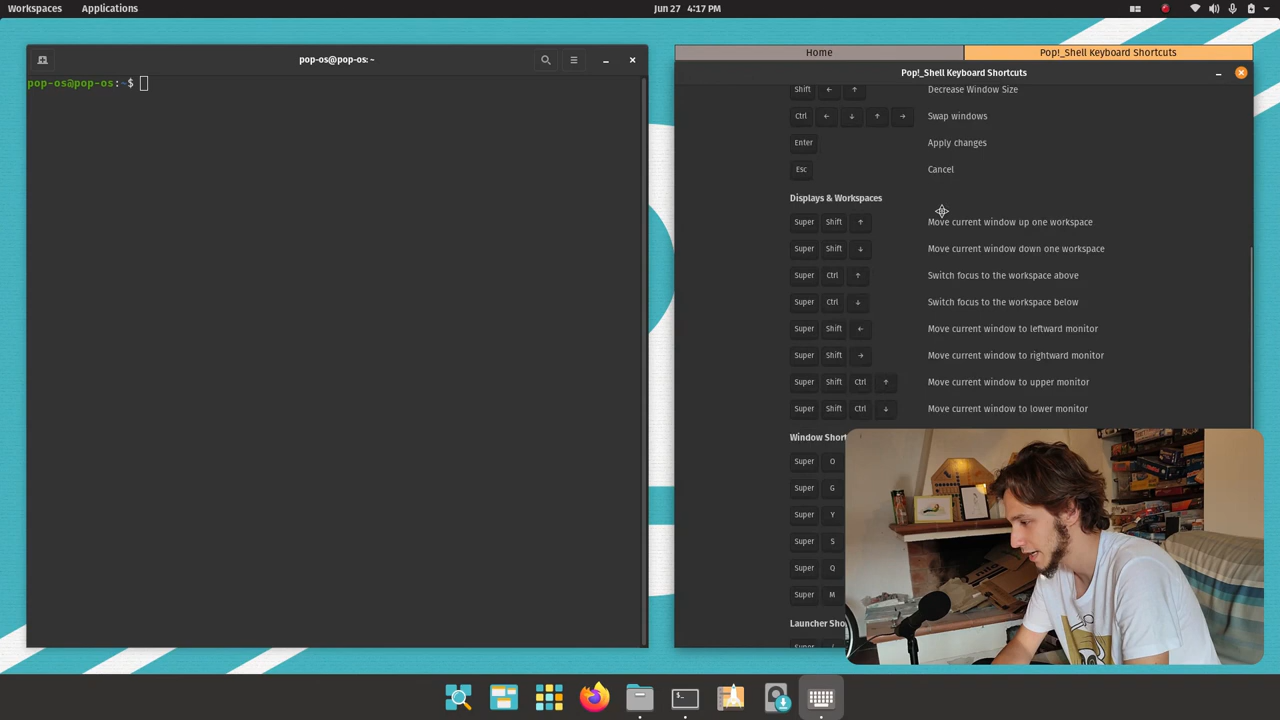 Workspaces Applications Jun 27 4:17 PM
pop-os@pop-os: ~
pop-os@pop-os:~$
Home Pop!_Shell Keyboard Shortcuts
Pop!_Shell Keyboard Shortcuts
Shift ← ↑ Decrease Window Size
Ctrl ← ↓ ↑ → Swap windows
Enter Apply changes
Esc Cancel
Displays & Workspaces
Super Shift ↑ Move current window up one workspace
Super Shift ↓ Move current window down one workspace
Super Ctrl ↑ Switch focus to the workspace above
Super Ctrl ↓ Switch focus to the workspace below
Super Shift ← Move current window to leftward monitor
Super Shift → Move current window to rightward monitor
Super Shift Ctrl ↑ Move current window to upper monitor
Super Shift Ctrl ↓ Move current window to lower monitor
Window Short
Super O
Super G
Super Y
Super S
Super Q
Super M
Launcher Sho
$_